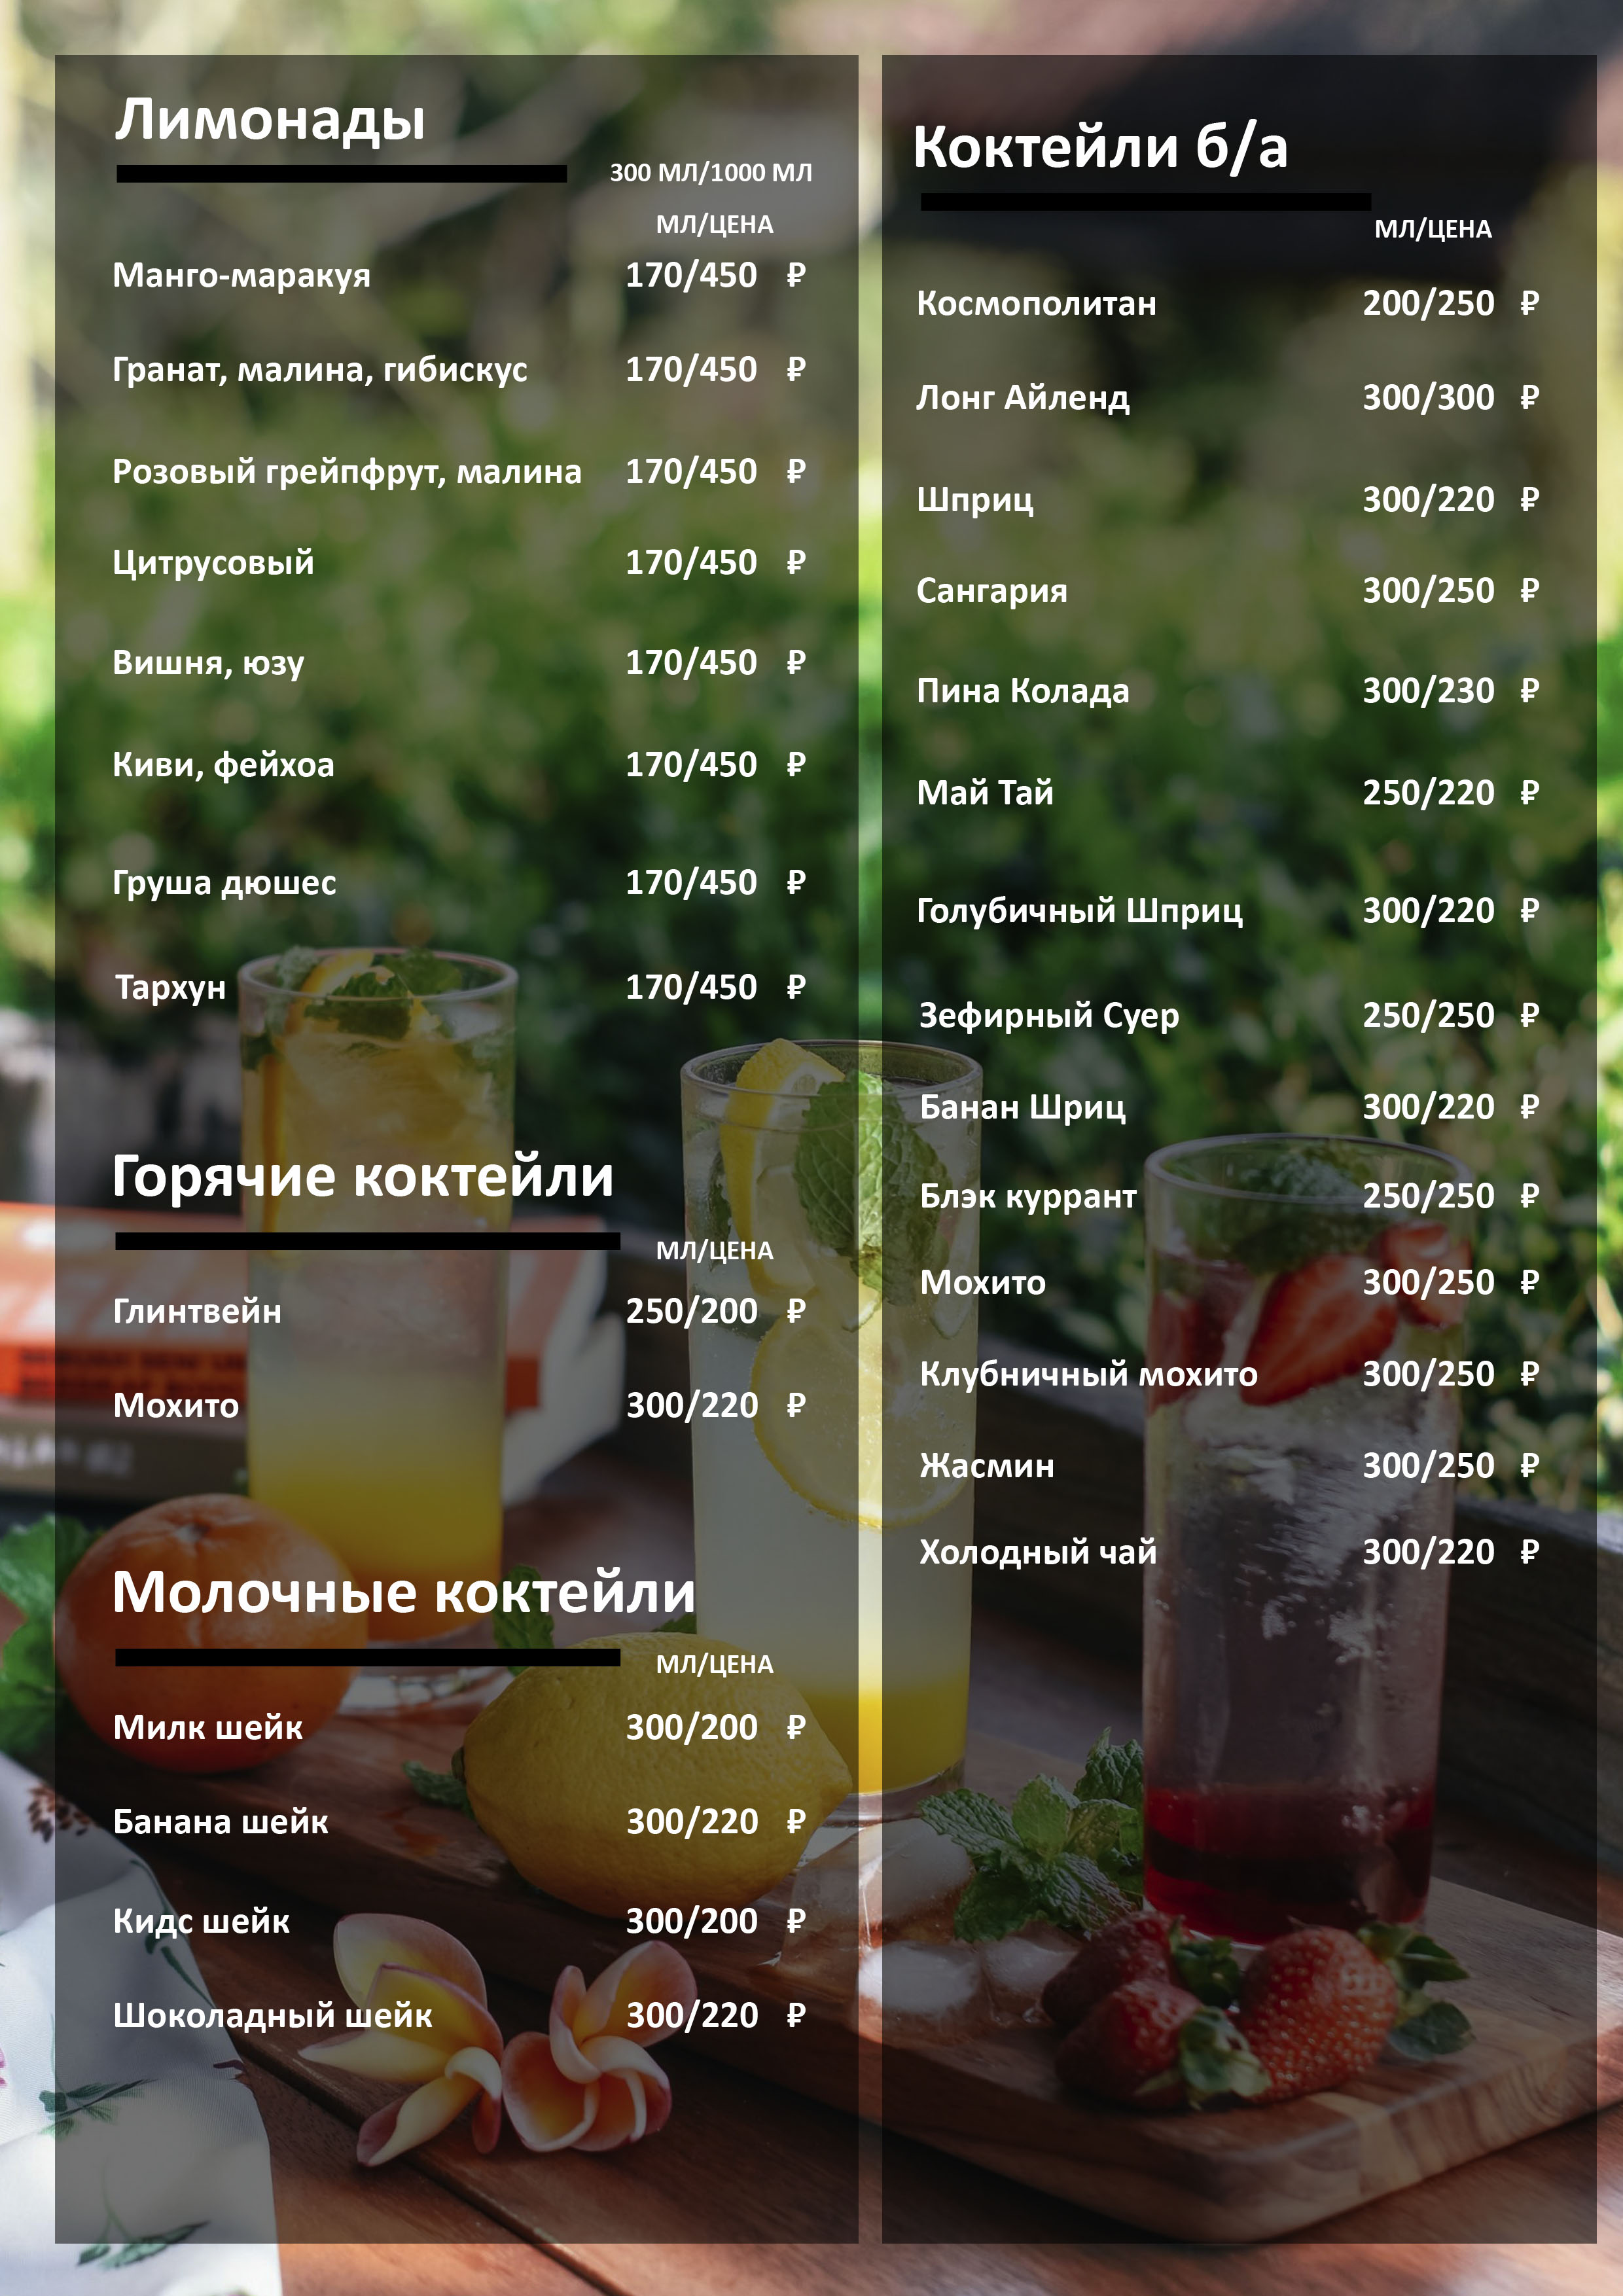 Лимонады
300 МЛ/1000 МЛ
МЛ/ЦЕНА
Манго-маракуя 170/450 ₽
Гранат, малина, гибискус 170/450 ₽
Розовый грейпфрут, малина 170/450 ₽
Цитрусовый 170/450 ₽
Вишня, юзу 170/450 ₽
Киви, фейхоа 170/450 ₽
Груша дюшес 170/450 ₽
Тархун 170/450 ₽
Горячие коктейли
МЛ/ЦЕНА
Глинтвейн 250/200 ₽
Мохито 300/220 ₽
Молочные коктейли
МЛ/ЦЕНА
Милк шейк 300/200 ₽
Банана шейк 300/220 ₽
Кидс шейк 300/200 ₽
Шоколадный шейк 300/220 ₽
Коктейли б/а
МЛ/ЦЕНА
Космополитан 200/250 ₽
Лонг Айленд 300/300 ₽
Шприц 300/220 ₽
Сангария 300/250 ₽
Пина Колада 300/230 ₽
Май Тай 250/220 ₽
Голубичный Шприц 300/220 ₽
Зефирный Суер 250/250 ₽
Банан Шриц 300/220 ₽
Блэк куррант 250/250 ₽
Мохито 300/250 ₽
Клубничный мохито 300/250 ₽
Жасмин 300/250 ₽
Холодный чай 300/220 ₽